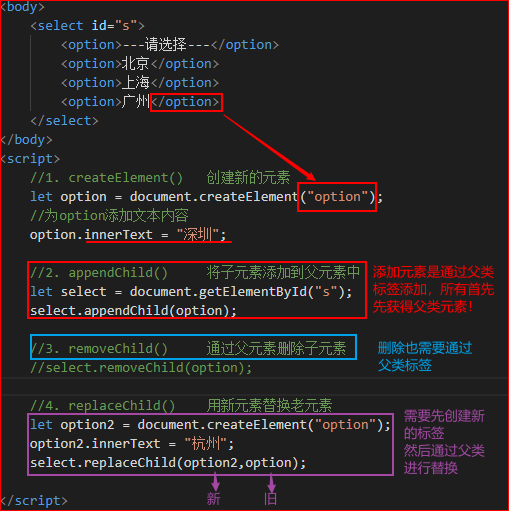 <body>
<select id="s">
<option>---请选择---</option>
<option>北京</option>
<option>上海</option>
<option>广州</option>
</select>
</body>
<script>
//1. createElement() 创建新的元素
let option = document.createElement("option");
//为option添加文本内容
option.innerText = "深圳";
//2. appendChild() 将子元素添加到父元素中
let select = document.getElementById("s");
select.appendChild(option);
添加元素是通过父类
标签添加，所有首先
先获得父类元素！
//3. removeChild() 通过父元素删除子元素
//select.removeChild(option);
删除也需要通过
父类标签
//4. replaceChild() 用新元素替换老元素
let option2 = document.createElement("option");
option2.innerText = "杭州";
select.replaceChild(option2,option);
需要先创建新
的标签
然后通过父类
进行替换
新 旧
</script>